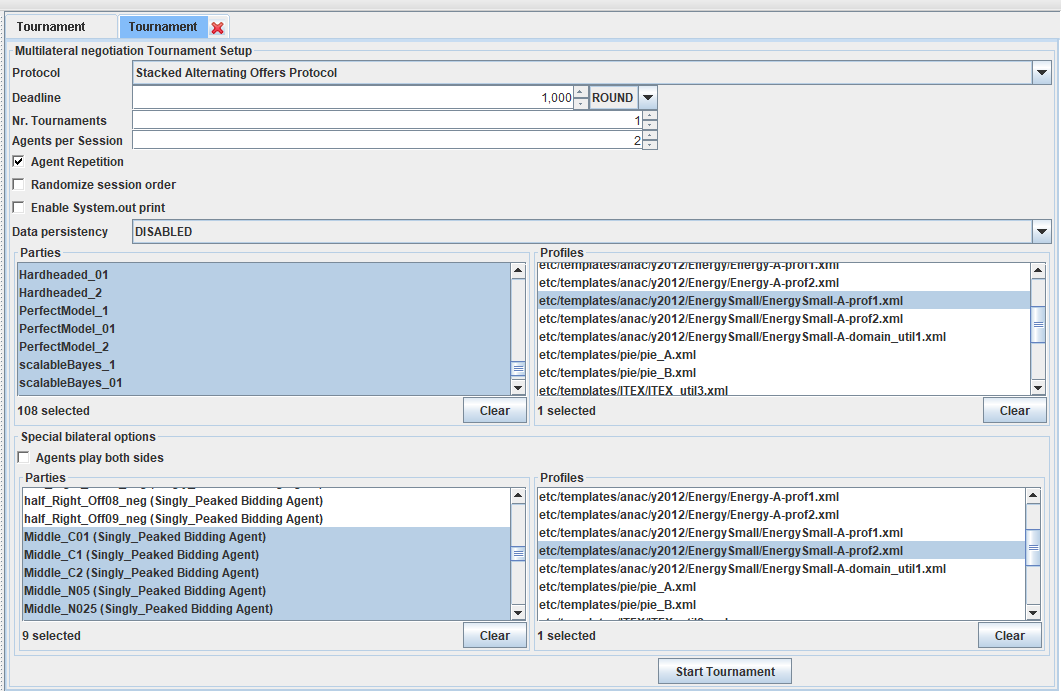 Tournament Tournament
Multilateral negotiation Tournament Setup
Protocol Stacked Alternating Offers Protocol
Deadline 1,000 ROUND
Nr. Tournaments 1
Agents per Session 2
Agent Repetition
Randomize session order
Enable System.out print
Data persistency DISABLED
Parties
Hardheaded_01
Hardheaded_2
PerfectModel_1
PerfectModel_01
PerfectModel_2
scalableBayes_1
scalableBayes_01
108 selected Clear
Profiles
etc/templates/anac/y2012/Energy/Energy-A-prof1.xml
etc/templates/anac/y2012/Energy/Energy-A-prof2.xml
etc/templates/anac/y2012/EnergySmall/EnergySmall-A-prof1.xml
etc/templates/anac/y2012/EnergySmall/EnergySmall-A-prof2.xml
etc/templates/anac/y2012/EnergySmall/EnergySmall-A-domain_util1.xml
etc/templates/pie/pie_A.xml
etc/templates/pie/pie_B.xml
etc/templates/ITEX/ITEX_util3.xml
1 selected Clear
Special bilateral options
Agents play both sides
Parties
half_Right_Off08_neg (Singly_Peaked Bidding Agent)
half_Right_Off09_neg (Singly_Peaked Bidding Agent)
Middle_C01 (Singly_Peaked Bidding Agent)
Middle_C1 (Singly_Peaked Bidding Agent)
Middle_C2 (Singly_Peaked Bidding Agent)
Middle_N05 (Singly_Peaked Bidding Agent)
Middle_N025 (Singly_Peaked Bidding Agent)
9 selected Clear
Profiles
etc/templates/anac/y2012/Energy/Energy-A-prof1.xml
etc/templates/anac/y2012/Energy/Energy-A-prof2.xml
etc/templates/anac/y2012/EnergySmall/EnergySmall-A-prof1.xml
etc/templates/anac/y2012/EnergySmall/EnergySmall-A-prof2.xml
etc/templates/anac/y2012/EnergySmall/EnergySmall-A-domain_util1.xml
etc/templates/pie/pie_A.xml
etc/templates/pie/pie_B.xml
1 selected Clear
Start Tournament